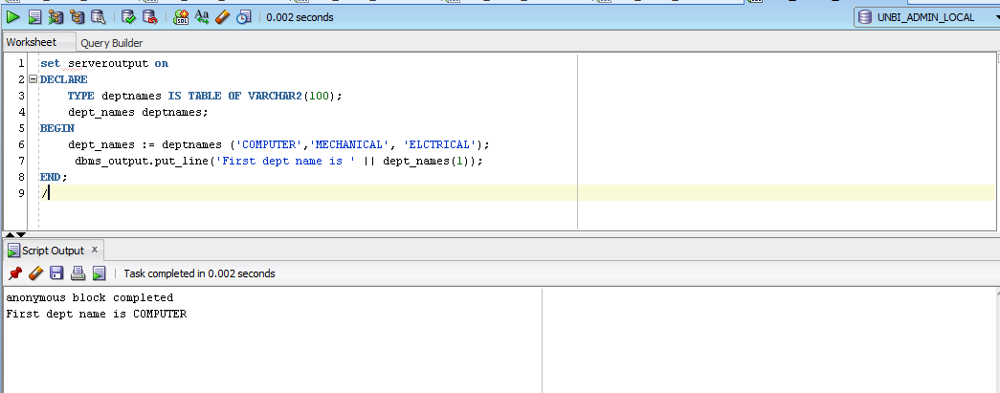 0.002 seconds
UNBI_ADMIN_LOCAL
Worksheet Query Builder
1 set serveroutput on
2 DECLARE
3 TYPE deptnames IS TABLE OF VARCHAR2(100);
4 dept_names deptnames;
5 BEGIN
6 dept_names := deptnames ('COMPUTER','MECHANICAL', 'ELCTRICAL');
7 dbms_output.put_line('First dept name is ' || dept_names(1));
8 END;
9 /
Script Output x
Task completed in 0.002 seconds
anonymous block completed
First dept name is COMPUTER